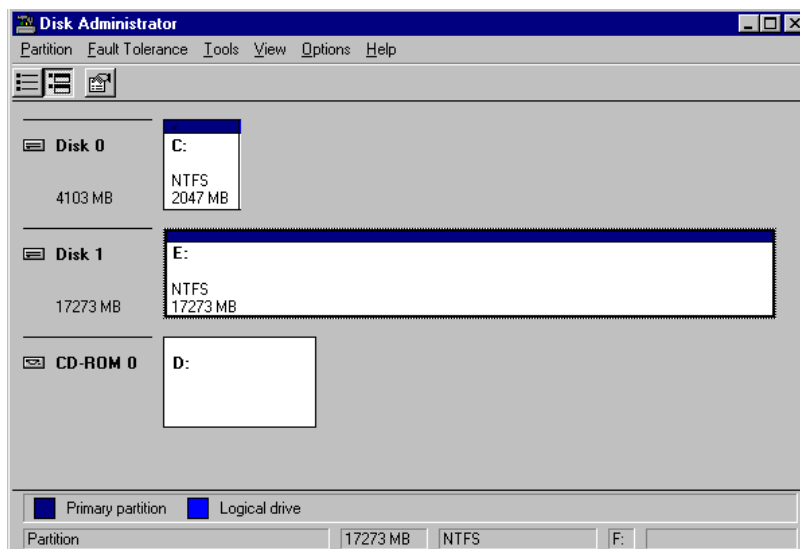 Disk Administrator
Partition Fault Tolerance Tools View Options Help
Disk 0
4103 MB
C:
NTFS
2047 MB
Disk 1
17273 MB
E:
NTFS
17273 MB
CD-ROM 0
D:
Primary partition Logical drive
Partition 17273 MB NTFS F: